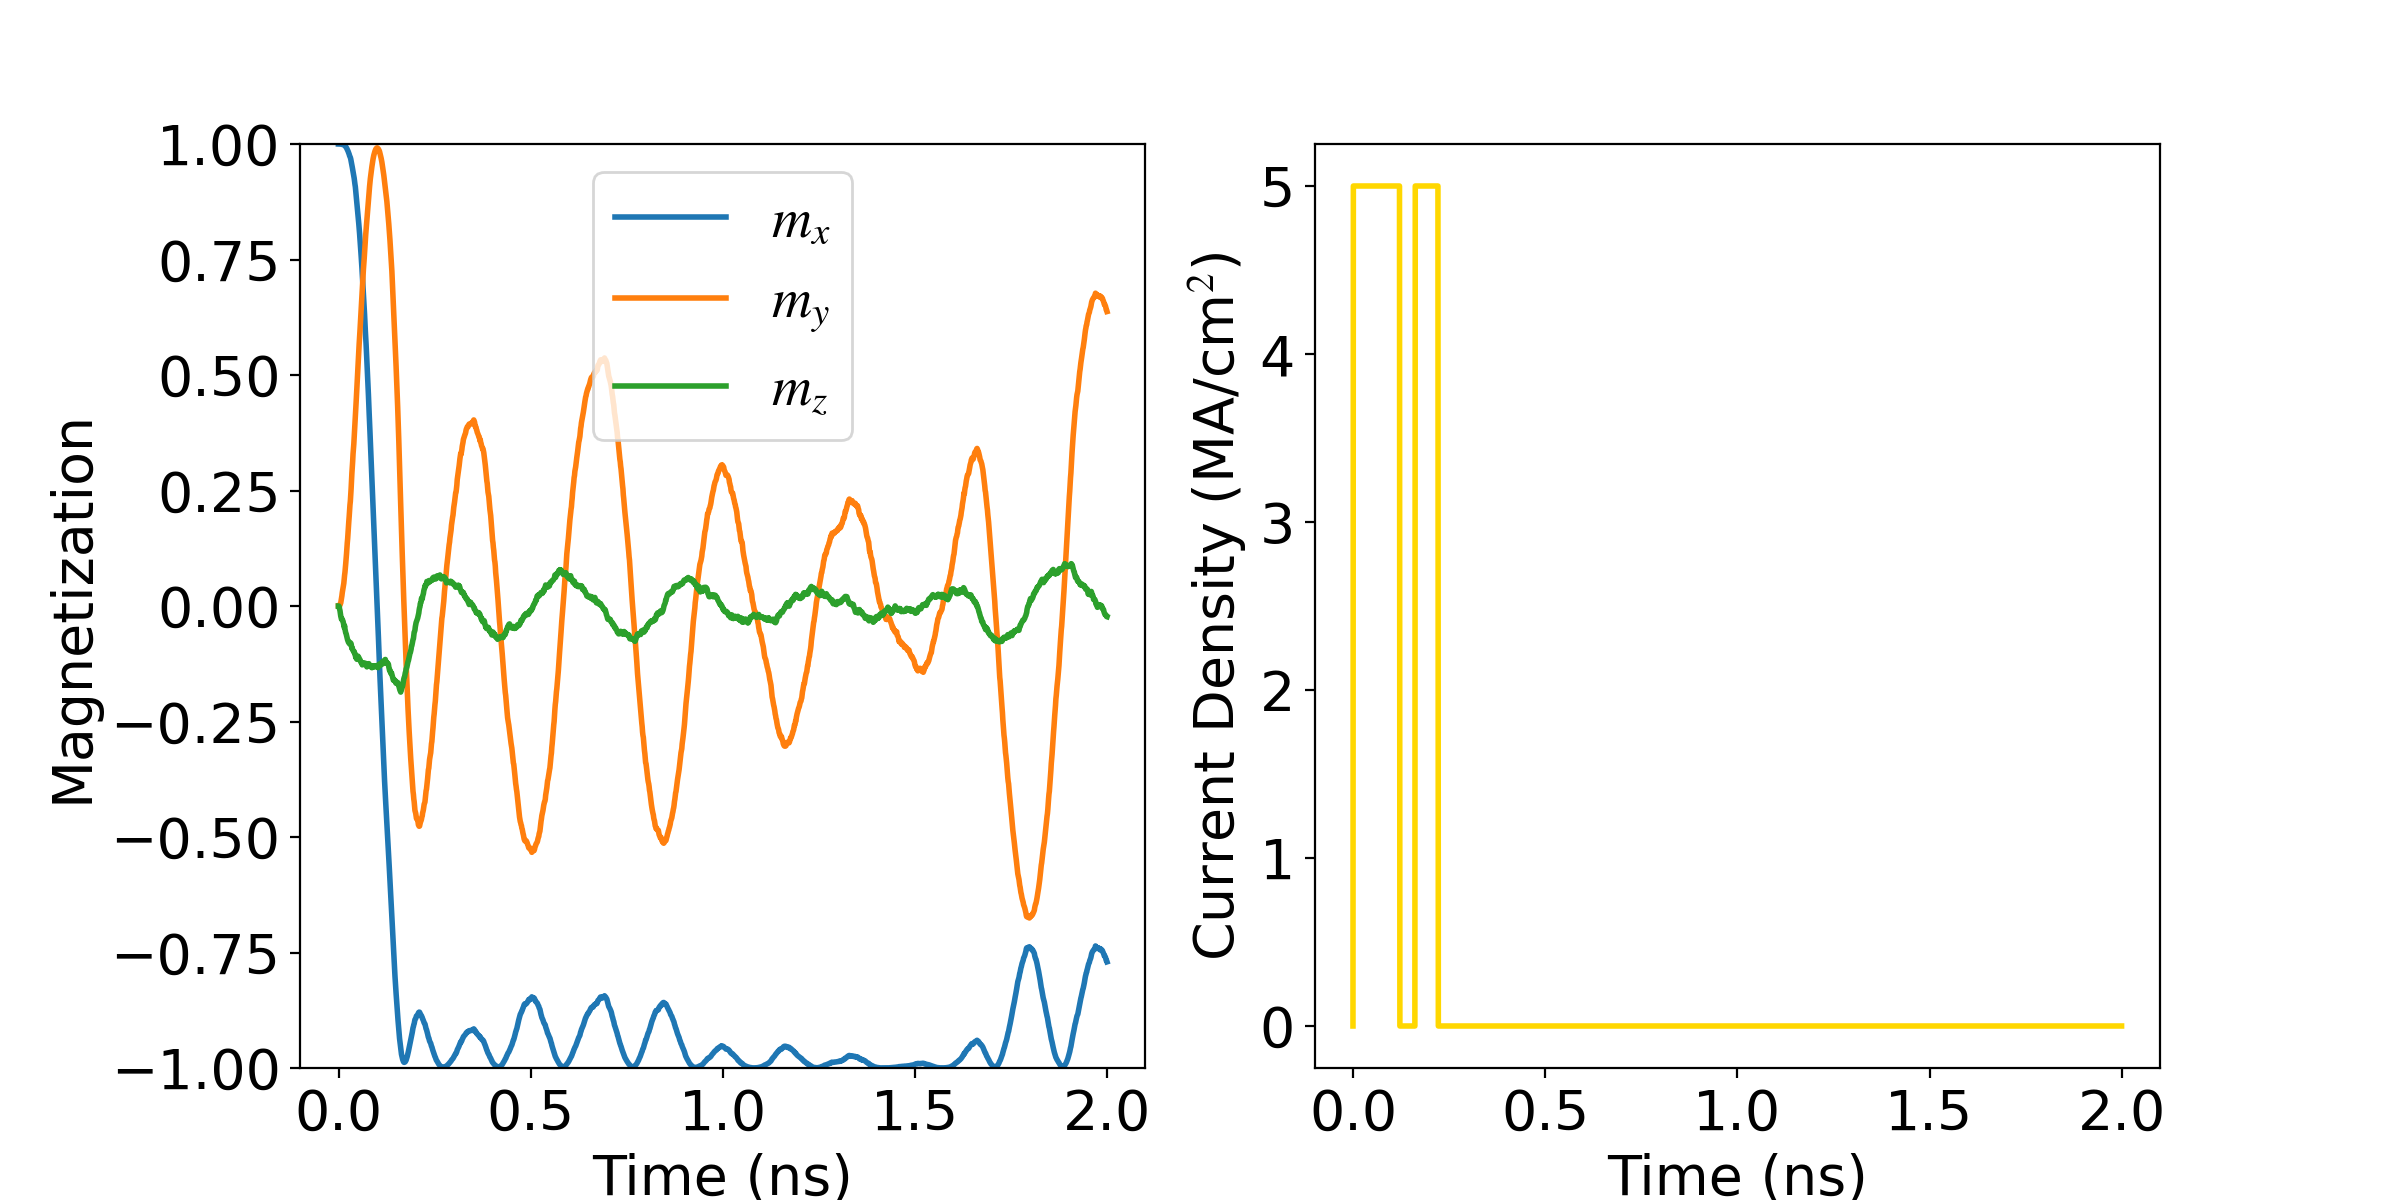 1.00
0.75
0.50
0.25
0.00
−0.25
−0.50
−0.75
−1.00
Magnetization
0.0 0.5 1.0 1.5 2.0
Time (ns)
m_x
m_y
m_z
5
4
3
2
1
0
Current Density (MA/cm²)
0.0 0.5 1.0 1.5 2.0
Time (ns)